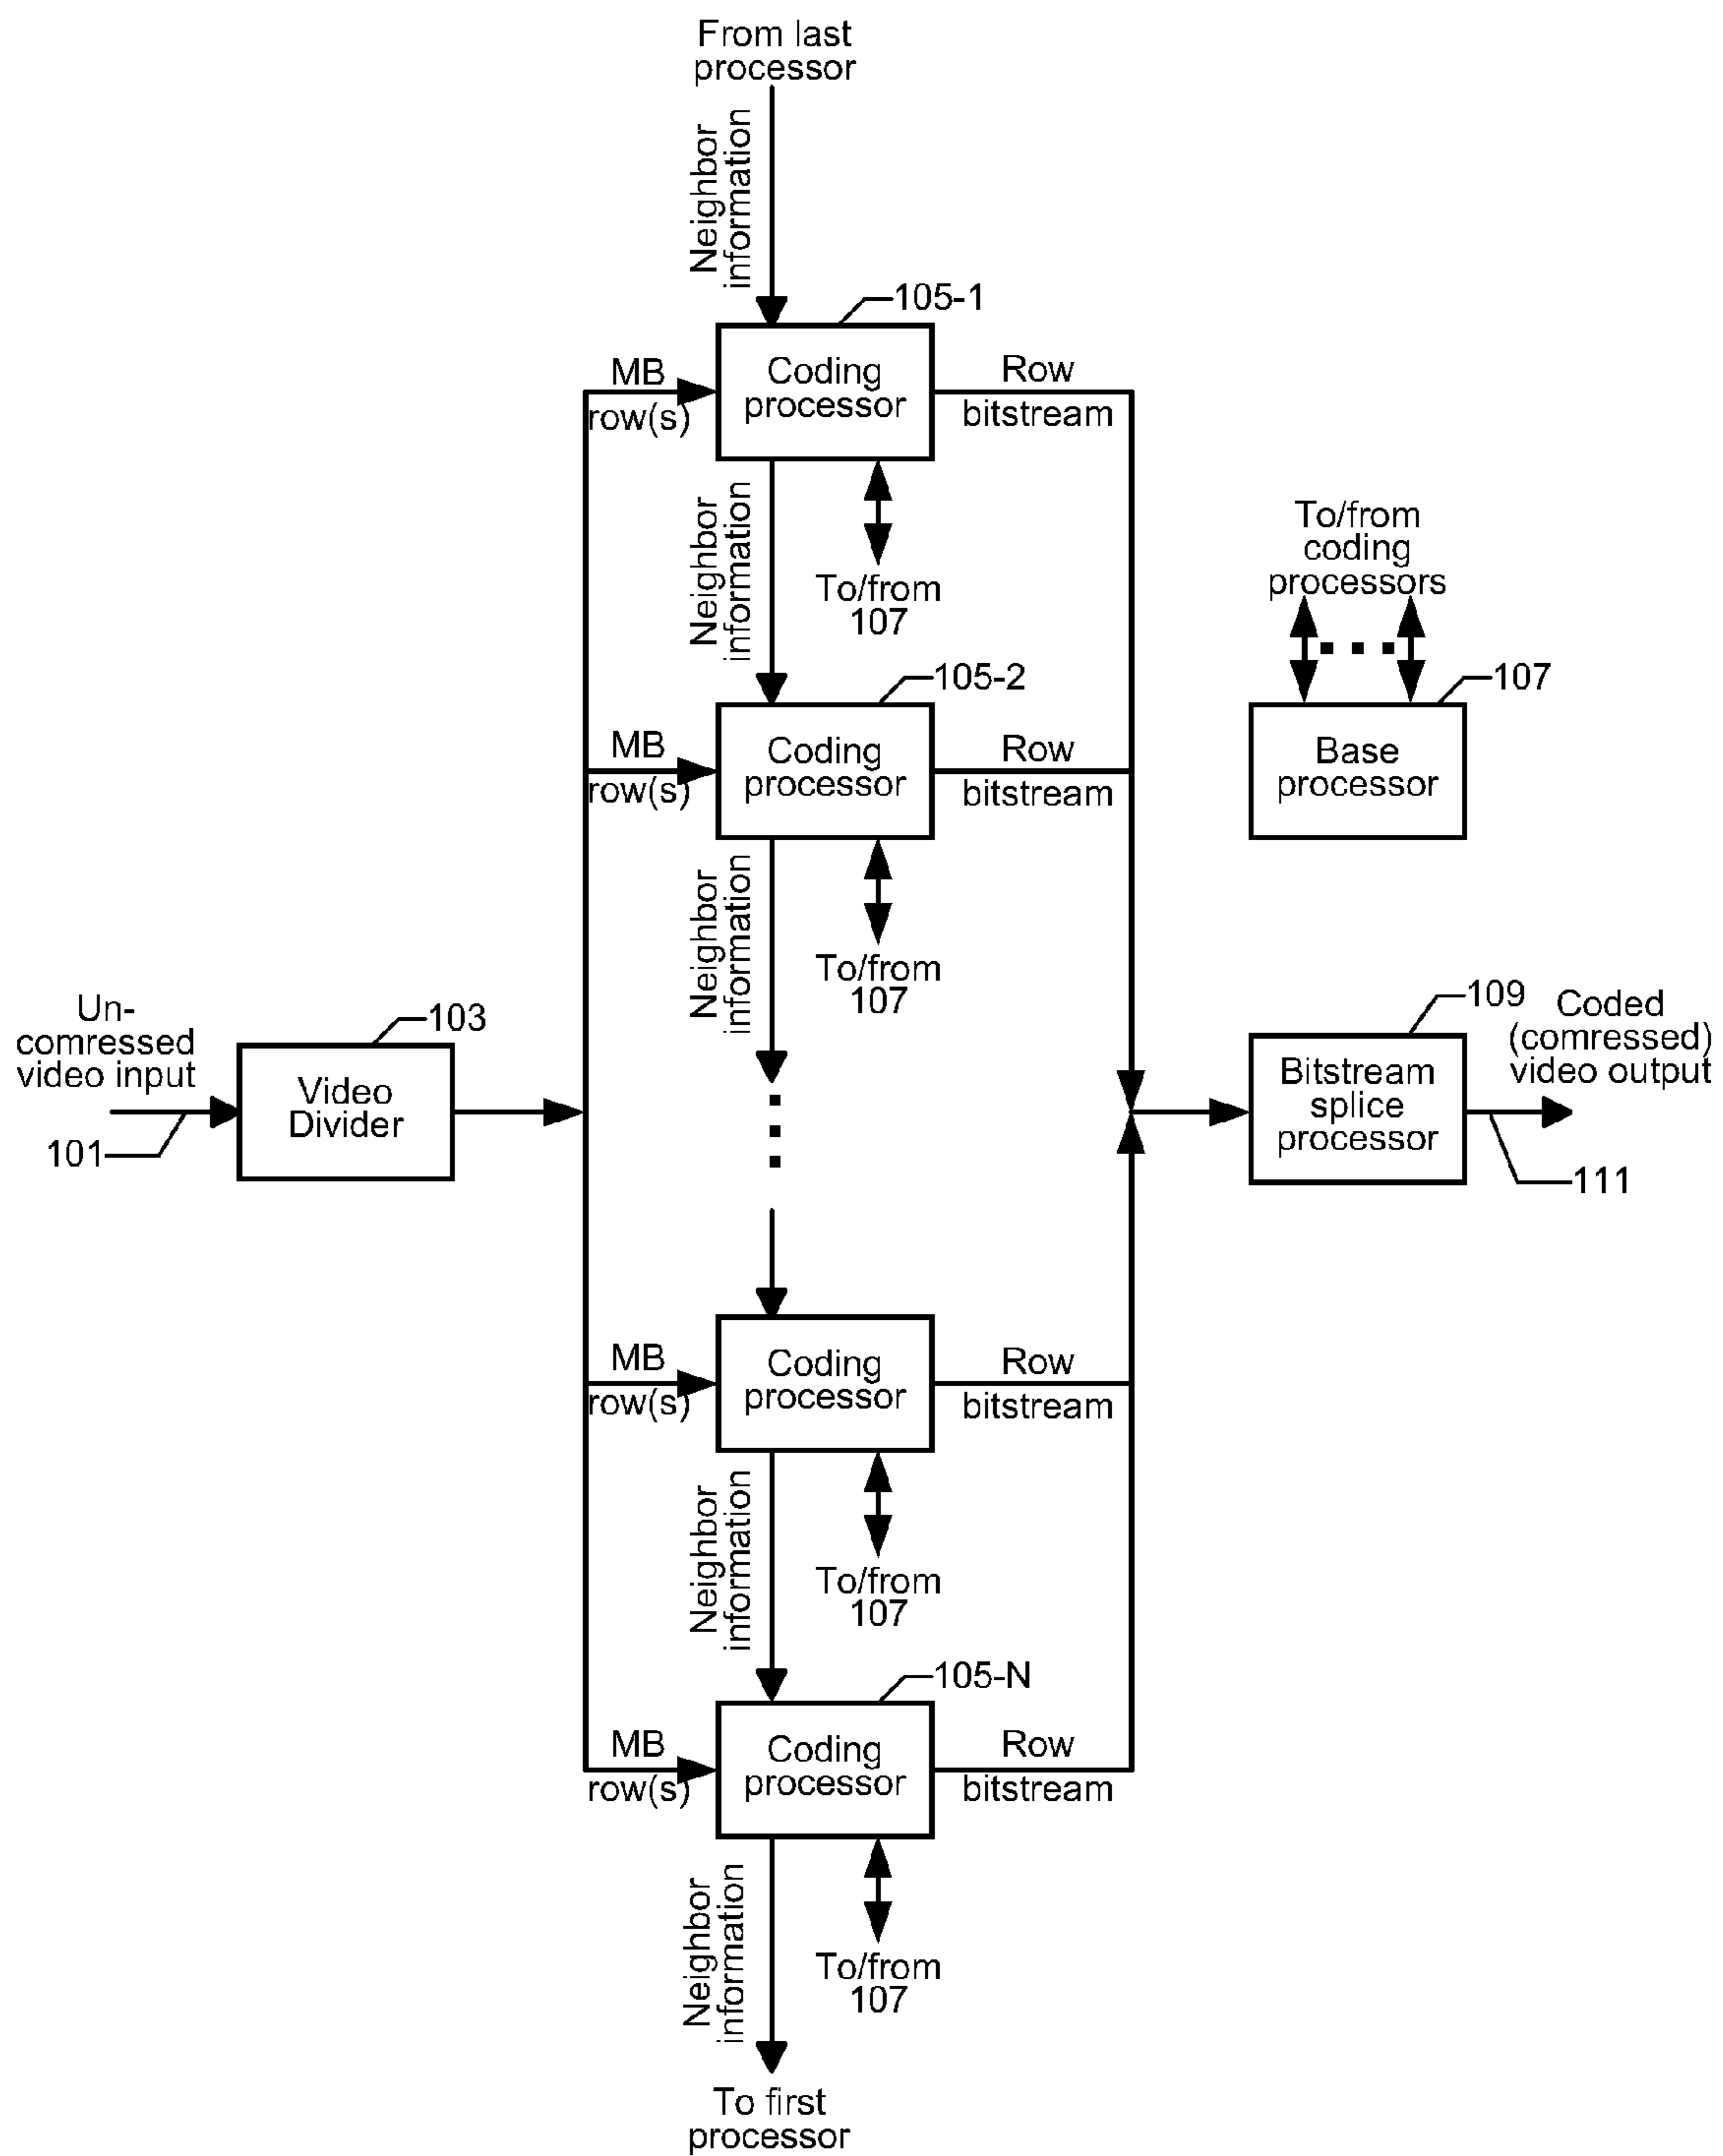 From last
processor
Neighbor
information
105-1
MB
row(s)
Coding
processor
Row
bitstream
Neighbor
information
To/from
107
To/from
coding
processors
105-2
107
MB
row(s)
Coding
processor
Row
bitstream
Base
processor
Neighbor
information
To/from
107
Un-
comressed
video input
103
109
Coded
(comressed)
video output
Video
Divider
Bitstream
splice
processor
101
111
MB
row(s)
Coding
processor
Row
bitstream
Neighbor
information
To/from
107
105-N
MB
row(s)
Coding
processor
Row
bitstream
Neighbor
information
To/from
107
To first
processor